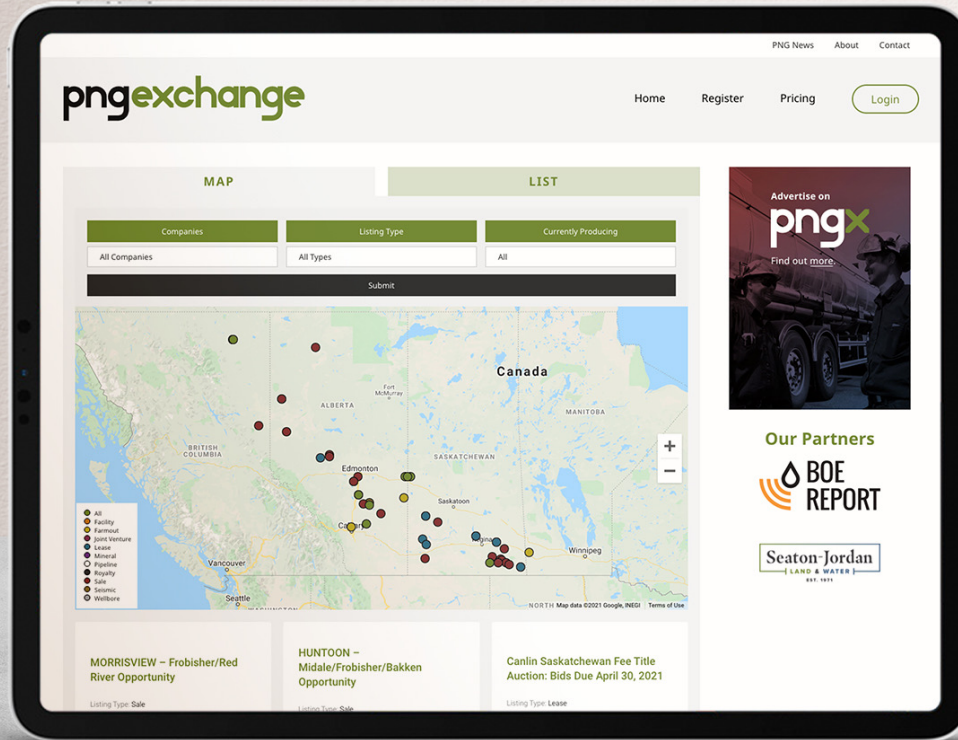 PNG News About Contact
pngexchange
Home Register Pricing Login
MAP LIST
Companies Listing Type Currently Producing
All Companies All Types All
Submit
Canada
Fort
McMurray
ALBERTA
MANITOBA
BRITISH
COLUMBIA
SASKATCHEWAN
Edmonton
Saskatoon
Winnipeg
Vancouver
Seattle
NORTH Map data ©2021 Google, INEGI Terms of Use
+
−
All
Facility
Farmout
Joint Venture
Lease
Mineral
Pipeline
Royalty
Sale
Seismic
Wellbore
Advertise on
pngx
Find out more.
Our Partners
BOE
REPORT
Seaton-Jordan
LAND & WATER
EST. 1971
MORRISVIEW – Frobisher/Red
River Opportunity
Listing Type: Sale
HUNTOON –
Midale/Frobisher/Bakken
Opportunity
Listing Type: Sale
Canlin Saskatchewan Fee Title
Auction: Bids Due April 30, 2021
Listing Type: Lease